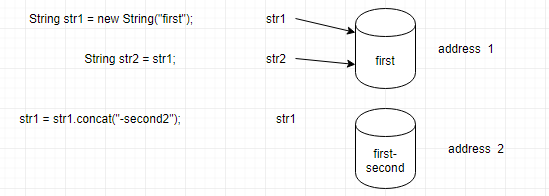 String str1 = new String("first"); str1
first
address 1
String str2 = str1; str2
str1 = str1.concat("-second2"); str1
first-
second
address 2